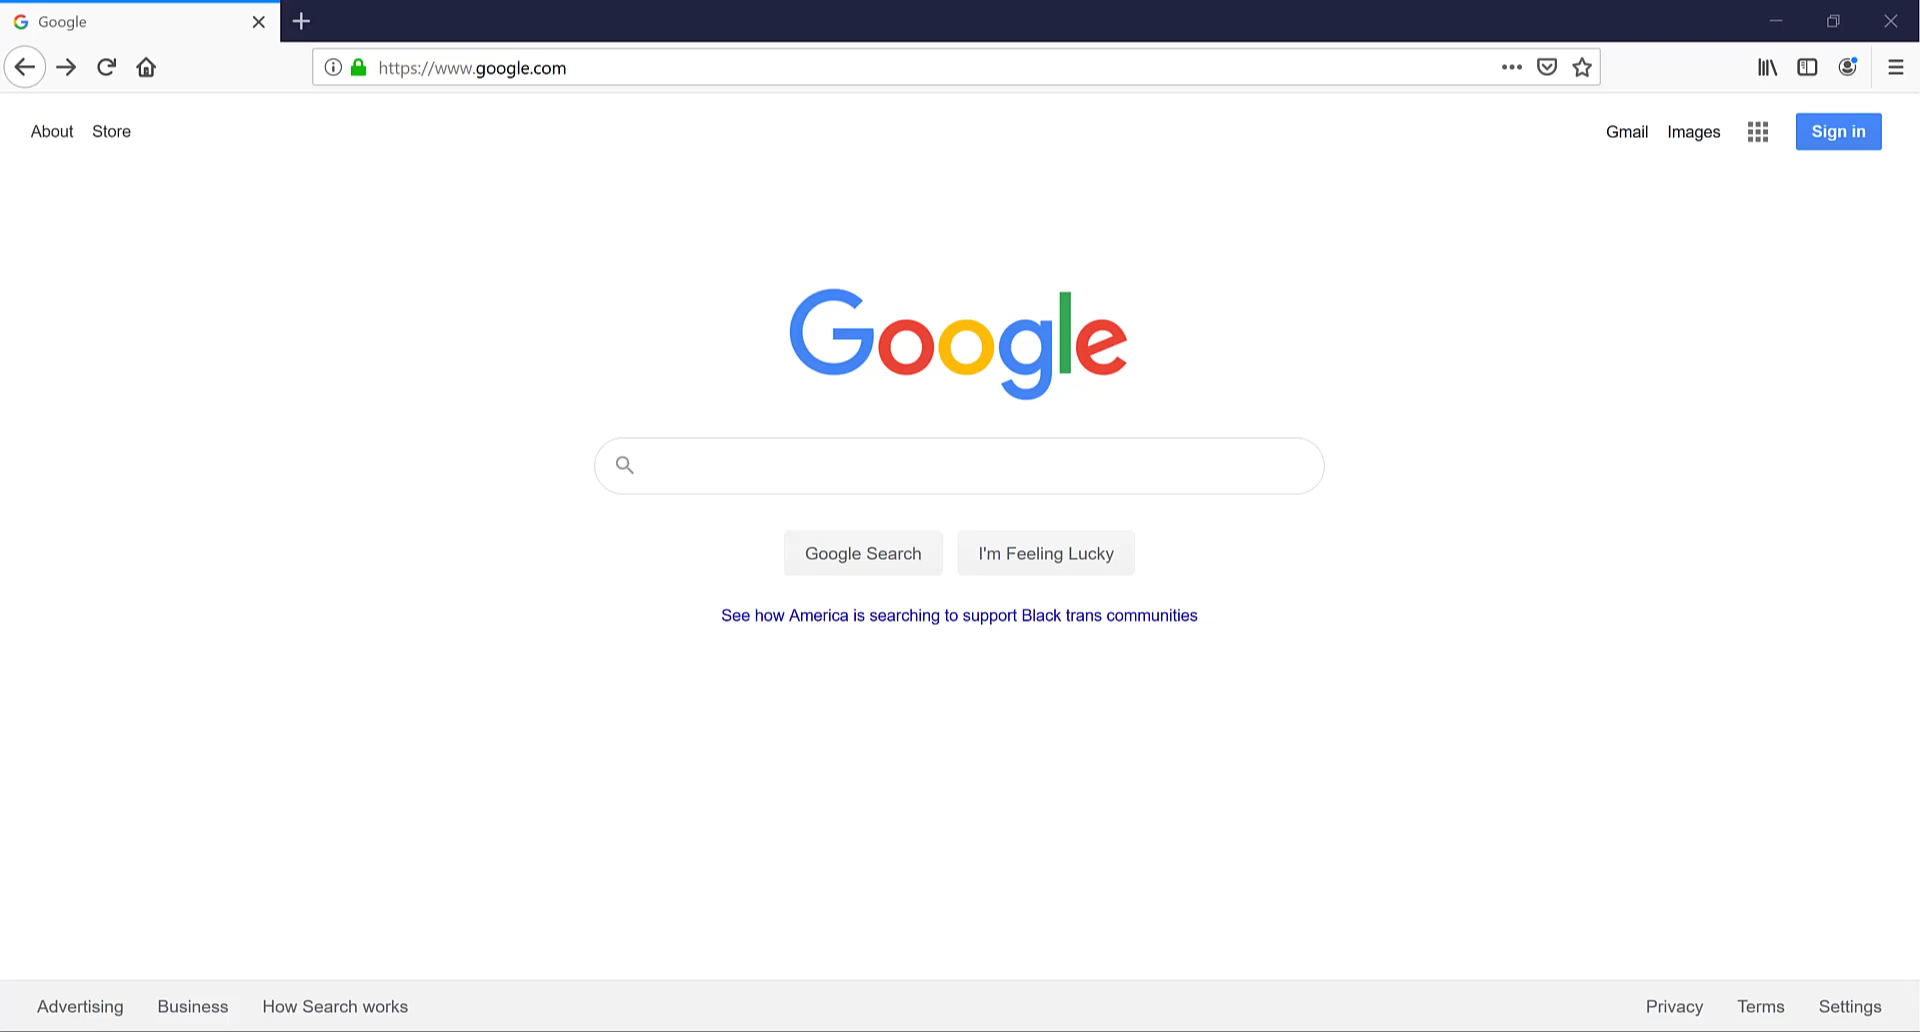 Google
https://www.google.com
About Store
Gmail Images Sign in
Google
Google Search I'm Feeling Lucky
See how America is searching to support Black trans communities
Advertising Business How Search works
Privacy Terms Settings